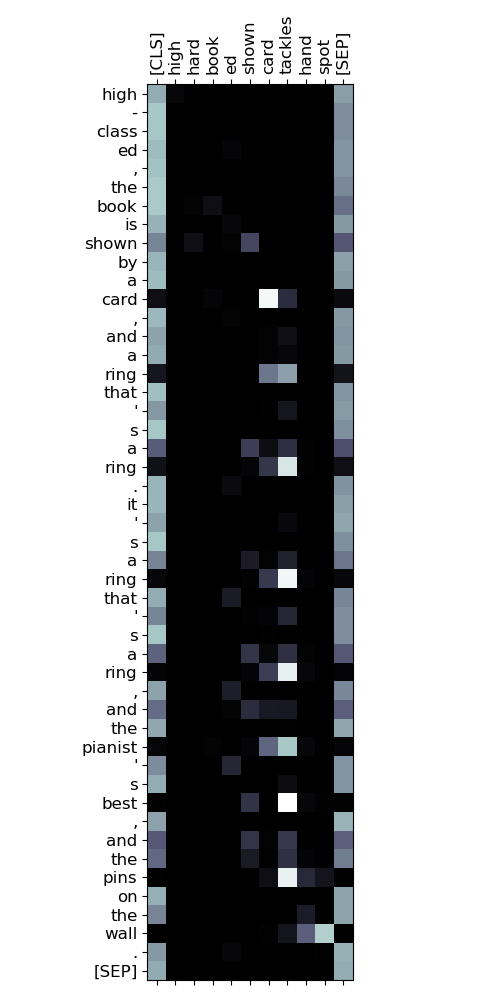 [CLS]
high
hard
book
ed
shown
card
tackles
hand
spot
[SEP]
high
-
class
ed
,
the
book
is
shown
by
a
card
,
and
a
ring
that
'
s
a
ring
.
it
'
s
a
ring
that
'
s
a
ring
,
and
the
pianist
'
s
best
,
and
the
pins
on
the
wall
.
[SEP]